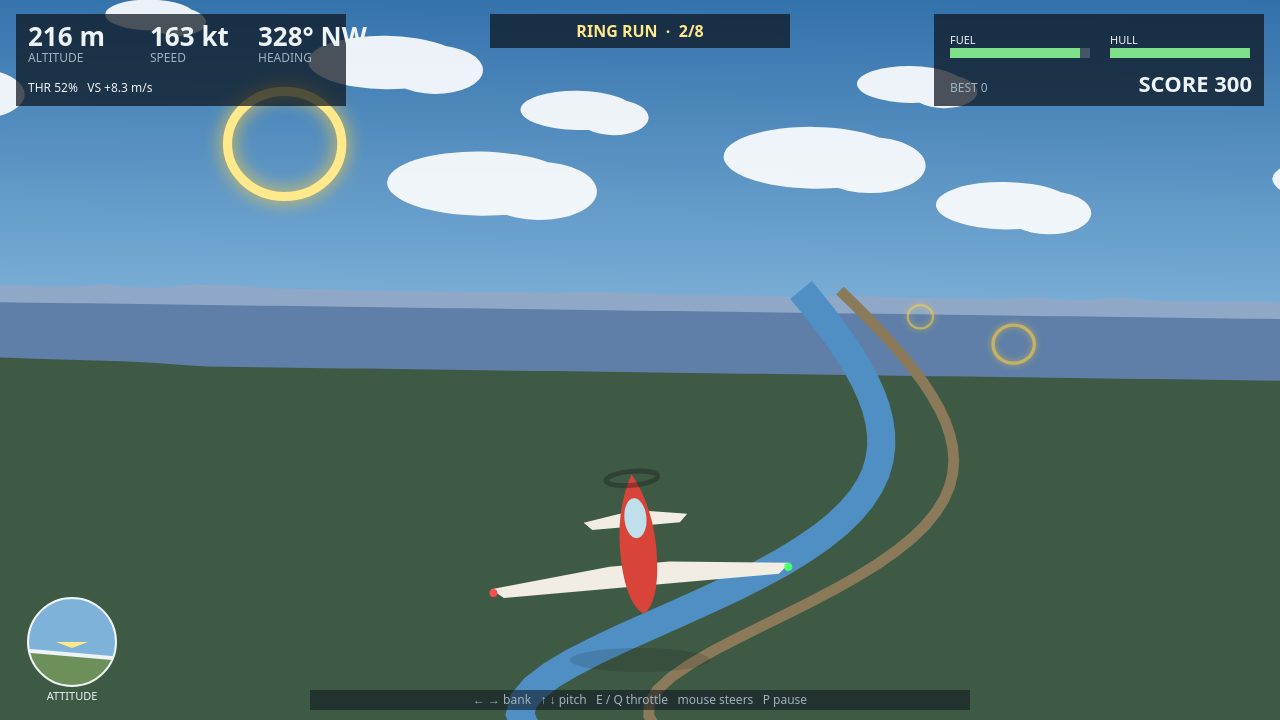 216 m 163 kt 328° NW
ALTITUDE SPEED HEADING
THR 52% VS +8.3 m/s
RING RUN · 2/8
FUEL HULL
BEST 0 SCORE 300
ATTITUDE
← → bank ↑ ↓ pitch E / Q throttle mouse steers P pause